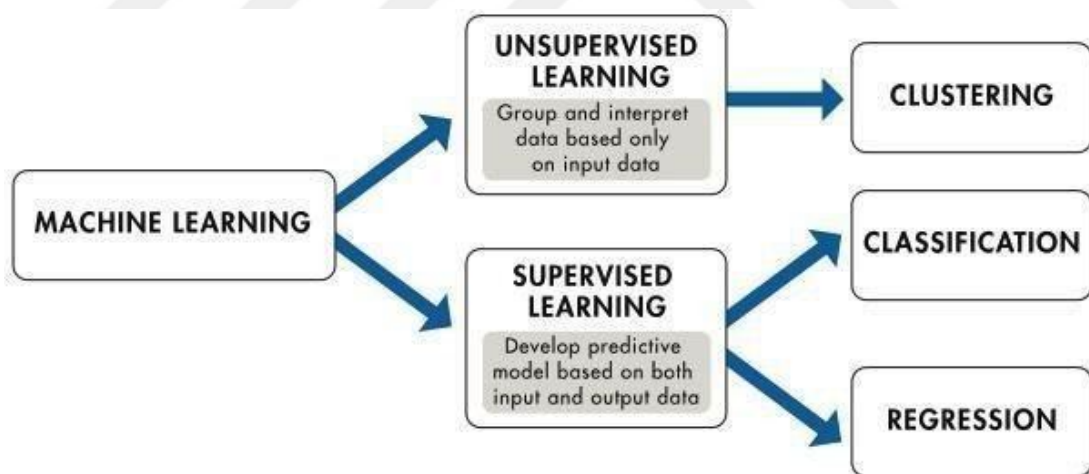 MACHINE LEARNING
UNSUPERVISED
LEARNING
Group and interpret
data based only
on input data
CLUSTERING
SUPERVISED
LEARNING
Develop predictive
model based on both
input and output data
CLASSIFICATION
REGRESSION